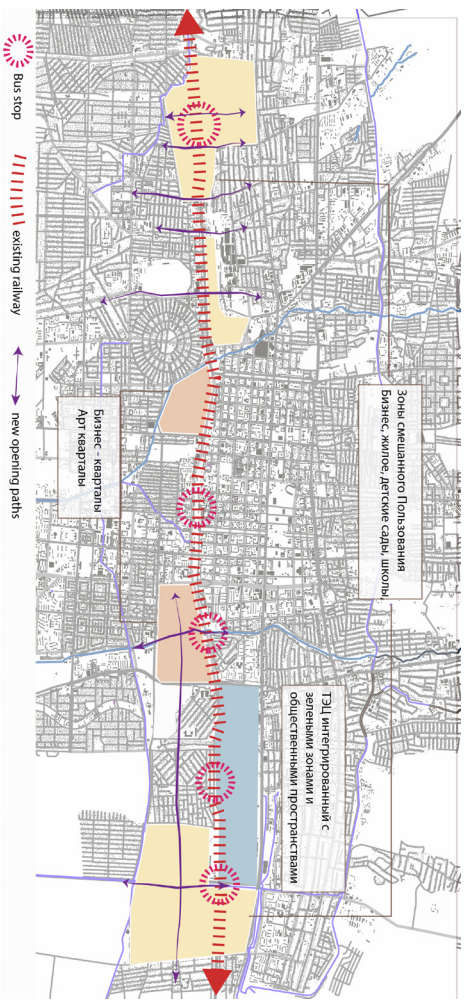 Зоны смешанного Пользования
Бизнес, жилое, детские сады, школы,
ТЭЦ интегрированный с
зелеными зонами и
общественными пространствами
Бизнес - кварталы
Арт кварталы
Bus stop
existing railway
new opening paths